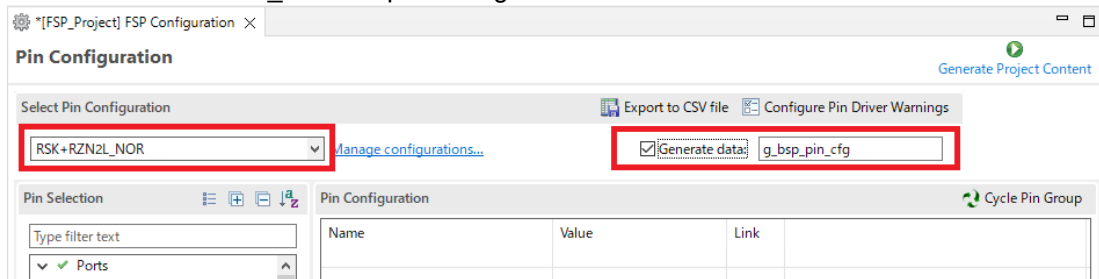 *[FSP_Project] FSP Configuration
Pin Configuration
Generate Project Content
Select Pin Configuration
Export to CSV file
Configure Pin Driver Warnings
RSK+RZN2L_NOR
Manage configurations...
Generate data:
g_bsp_pin_cfg
Pin Selection
Pin Configuration
Cycle Pin Group
Type filter text
Name
Value
Link
Ports